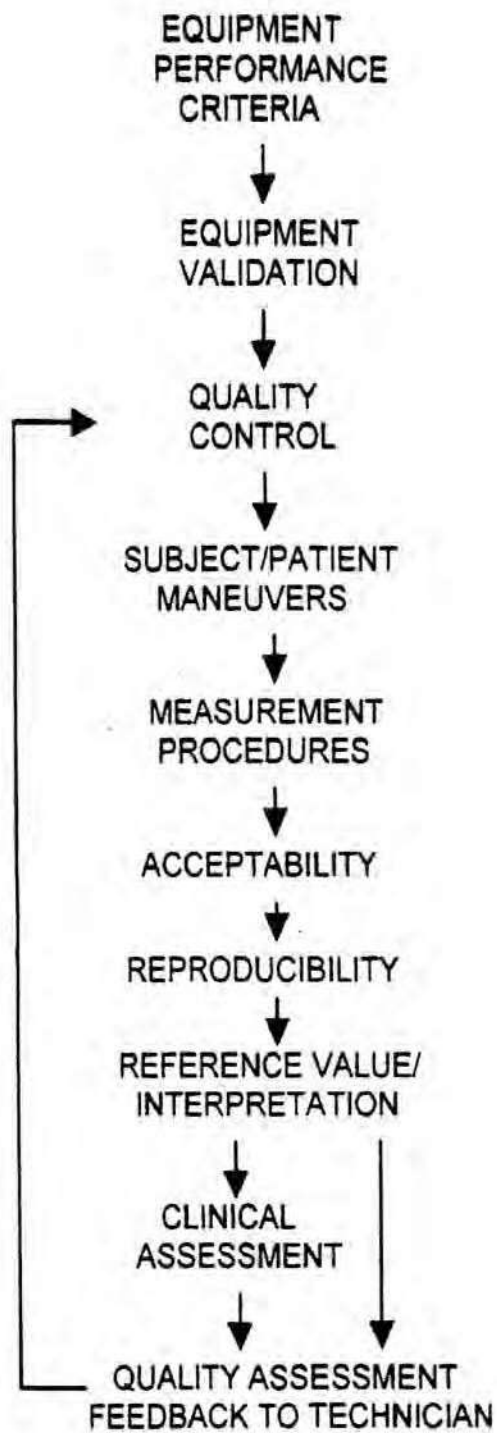 EQUIPMENT
PERFORMANCE
CRITERIA
EQUIPMENT
VALIDATION
QUALITY
CONTROL
SUBJECT/PATIENT
MANEUVERS
MEASUREMENT
PROCEDURES
ACCEPTABILITY
REPRODUCIBILITY
REFERENCE VALUE/
INTERPRETATION
CLINICAL
ASSESSMENT
QUALITY ASSESSMENT
FEEDBACK TO TECHNICIAN